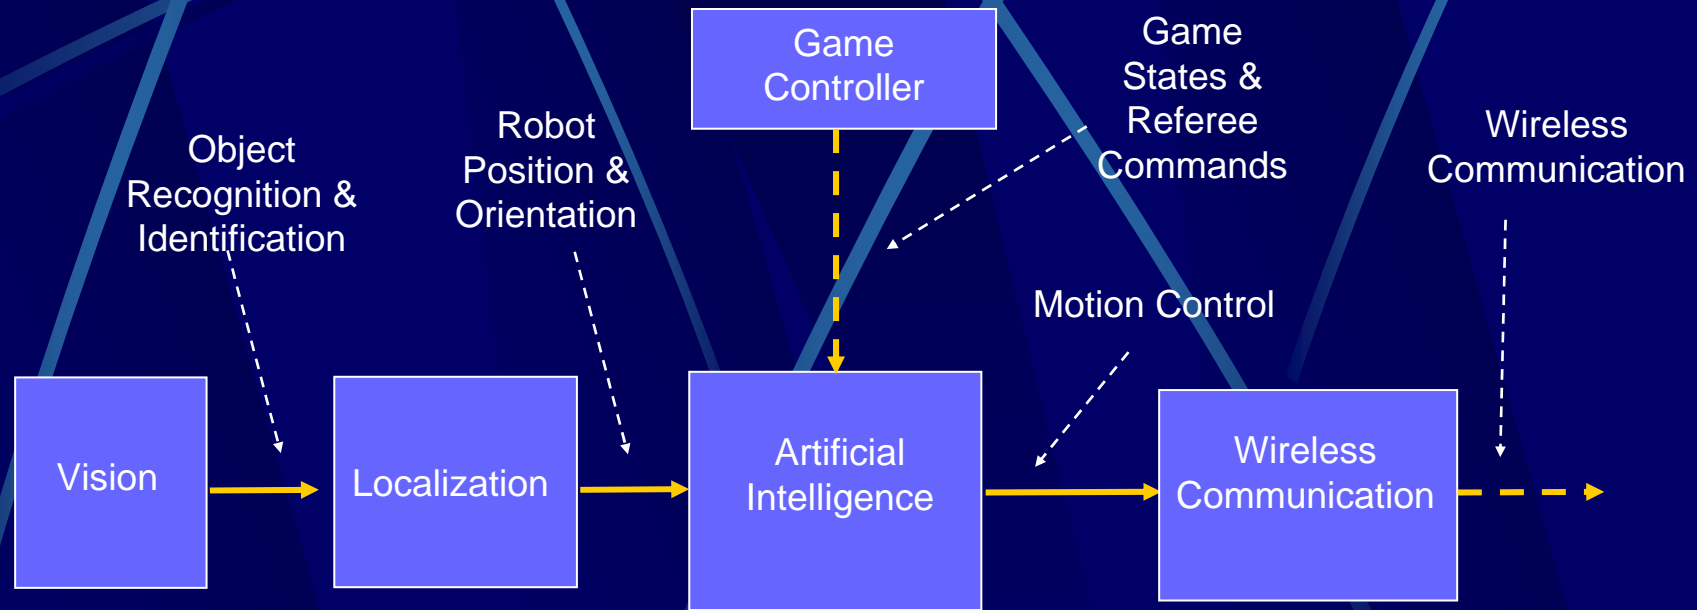 Game
Controller
Game
States &
Referee
Commands
Wireless
Communication
Robot
Position &
Orientation
Object
Recognition &
Identification
Motion Control
Vision
Localization
Artificial
Intelligence
Wireless
Communication